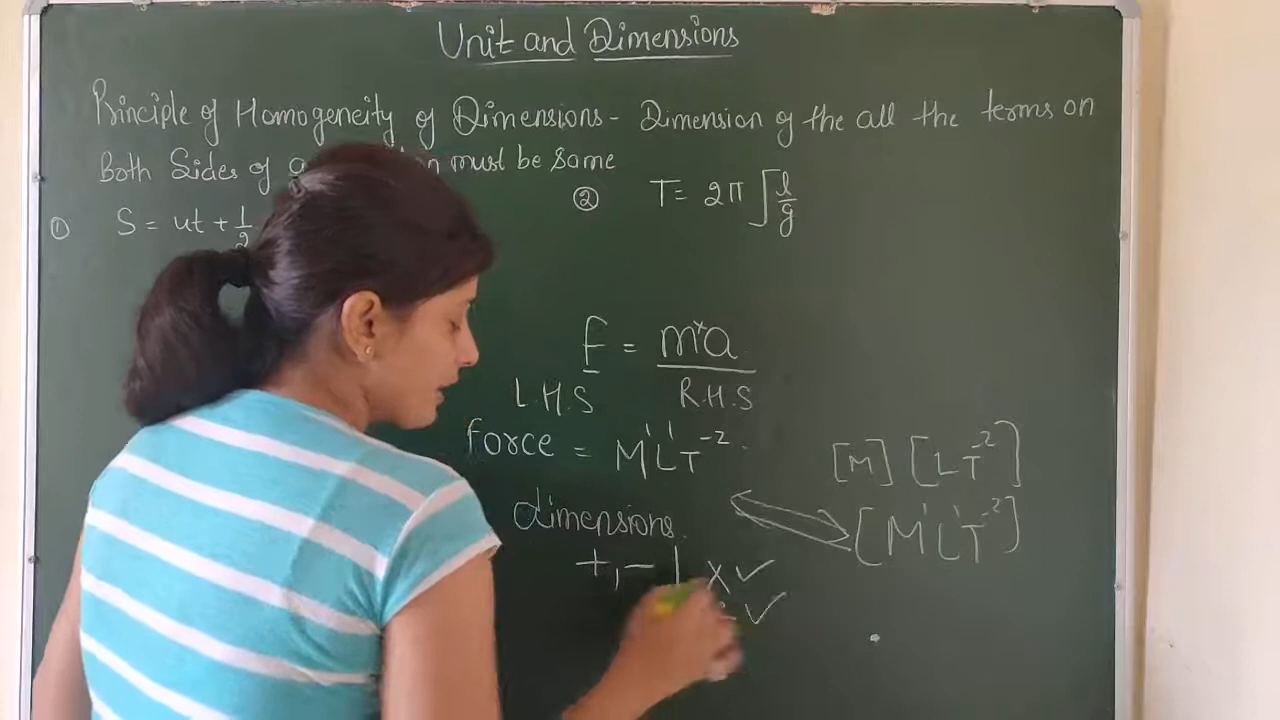 Unit and Dimensions
Principle of Homogeneity of Dimensions - Dimension of the all the terms on
Both Sides of must be Same
① S = ut + 1/2
② T = 2π ∫ l/g
F = m*a
L.H.S R.H.S
force = M¹L¹T⁻² [M] [LT⁻²]
dimensions [M¹L¹T⁻²]
+, - | × ✓
✓